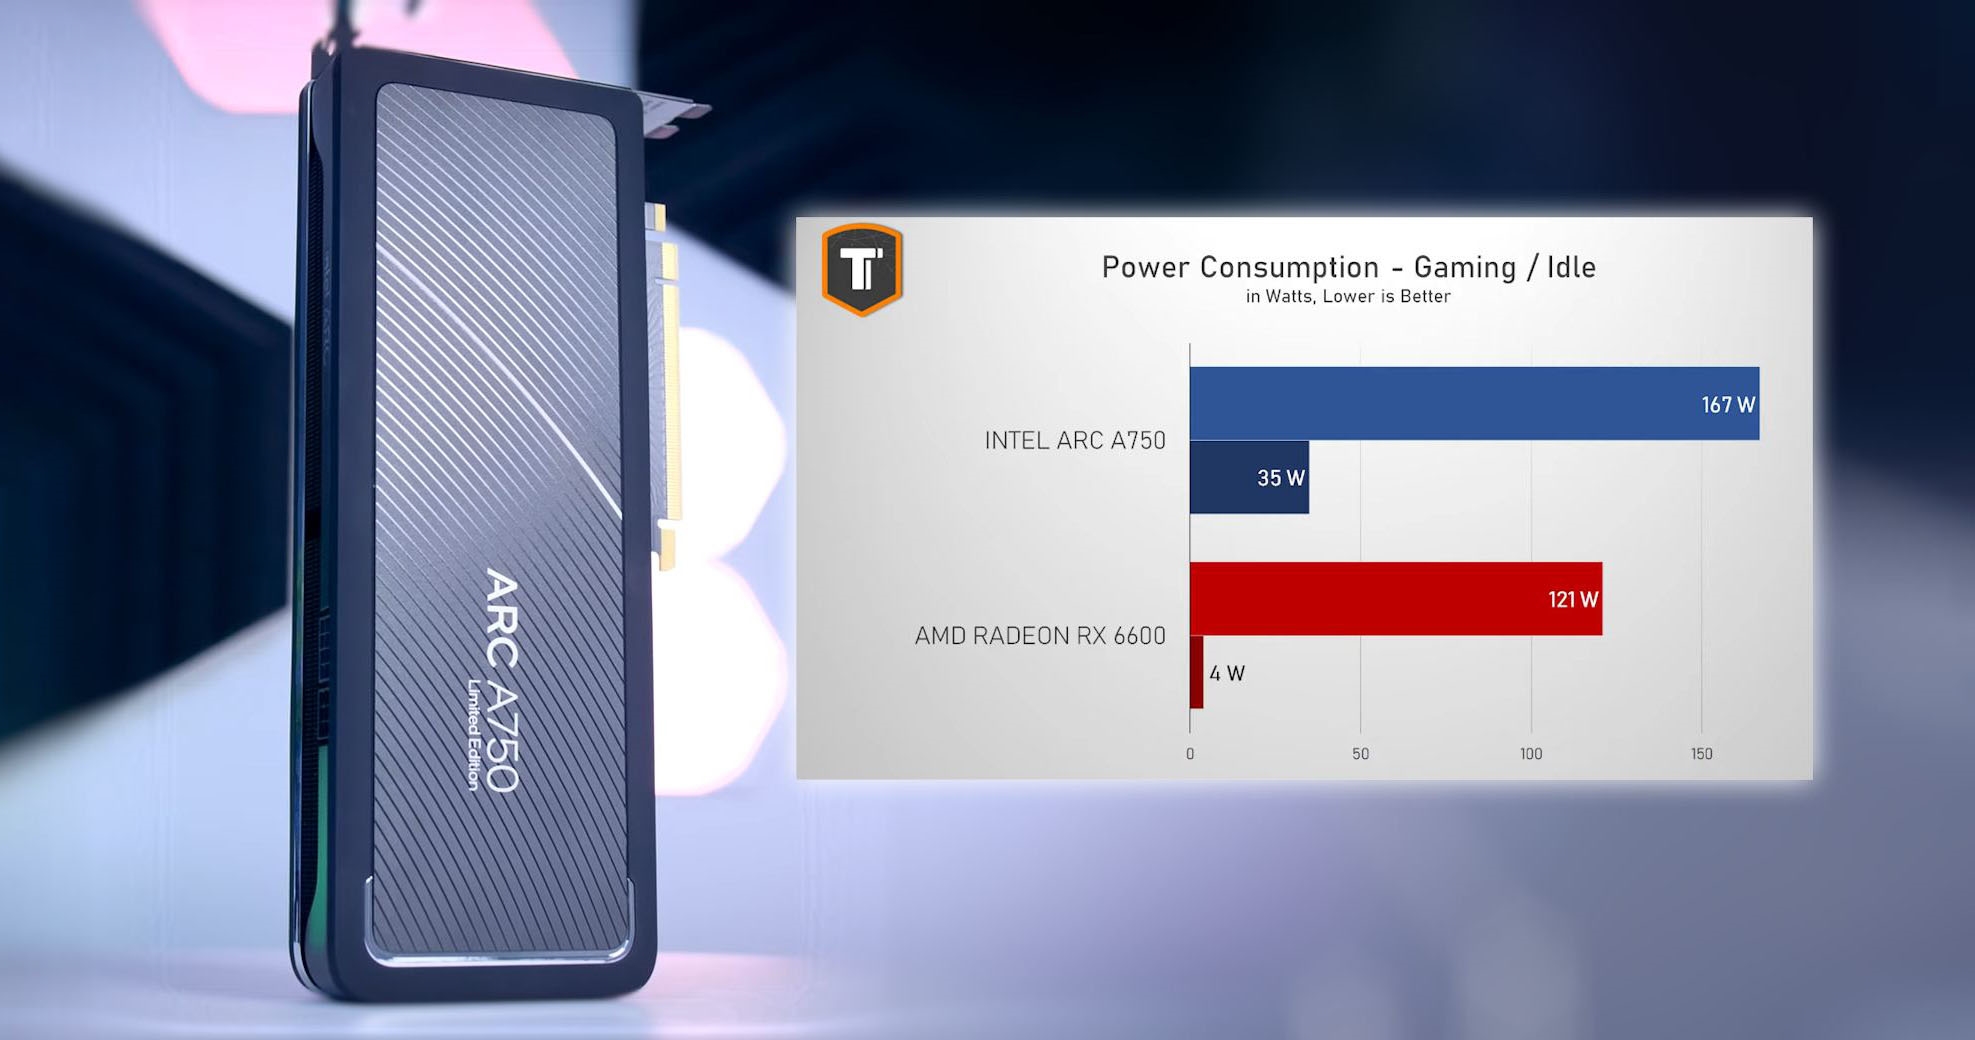 ARC A750
Limited Edition
Power Consumption - Gaming / Idle
in Watts, Lower is Better
INTEL ARC A750
167 W
35 W
AMD RADEON RX 6600
121 W
4 W
0 50 100 150